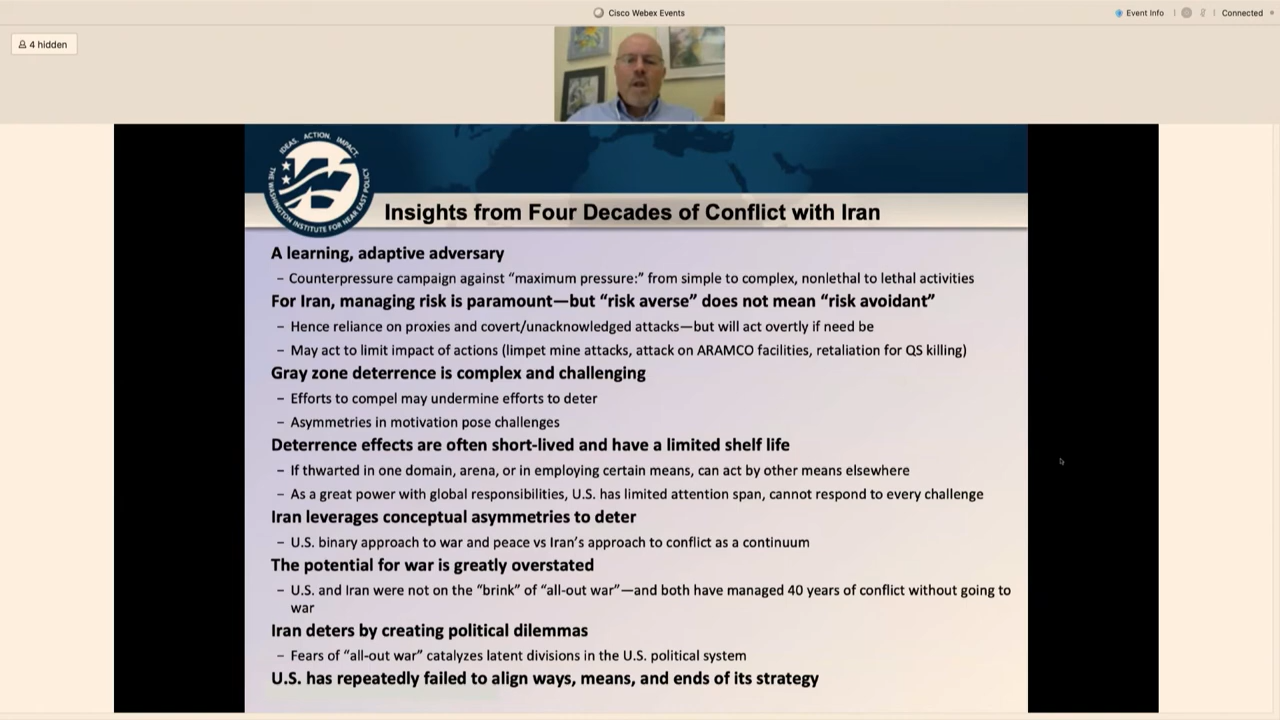 Cisco Webex Events
Event Info
Connected
4 hidden
IDEAS. ACTION. IMPACT.
THE WASHINGTON INSTITUTE FOR NEAR EAST POLICY
Insights from Four Decades of Conflict with Iran
A learning, adaptive adversary
– Counterpressure campaign against “maximum pressure:” from simple to complex, nonlethal to lethal activities
For Iran, managing risk is paramount—but “risk averse” does not mean “risk avoidant”
– Hence reliance on proxies and covert/unacknowledged attacks—but will act overtly if need be
– May act to limit impact of actions (limpet mine attacks, attack on ARAMCO facilities, retaliation for QS killing)
Gray zone deterrence is complex and challenging
– Efforts to compel may undermine efforts to deter
– Asymmetries in motivation pose challenges
Deterrence effects are often short-lived and have a limited shelf life
– If thwarted in one domain, arena, or in employing certain means, can act by other means elsewhere
– As a great power with global responsibilities, U.S. has limited attention span, cannot respond to every challenge
Iran leverages conceptual asymmetries to deter
– U.S. binary approach to war and peace vs Iran’s approach to conflict as a continuum
The potential for war is greatly overstated
– U.S. and Iran were not on the “brink” of “all-out war”—and both have managed 40 years of conflict without going to
war
Iran deters by creating political dilemmas
– Fears of “all-out war” catalyzes latent divisions in the U.S. political system
U.S. has repeatedly failed to align ways, means, and ends of its strategy